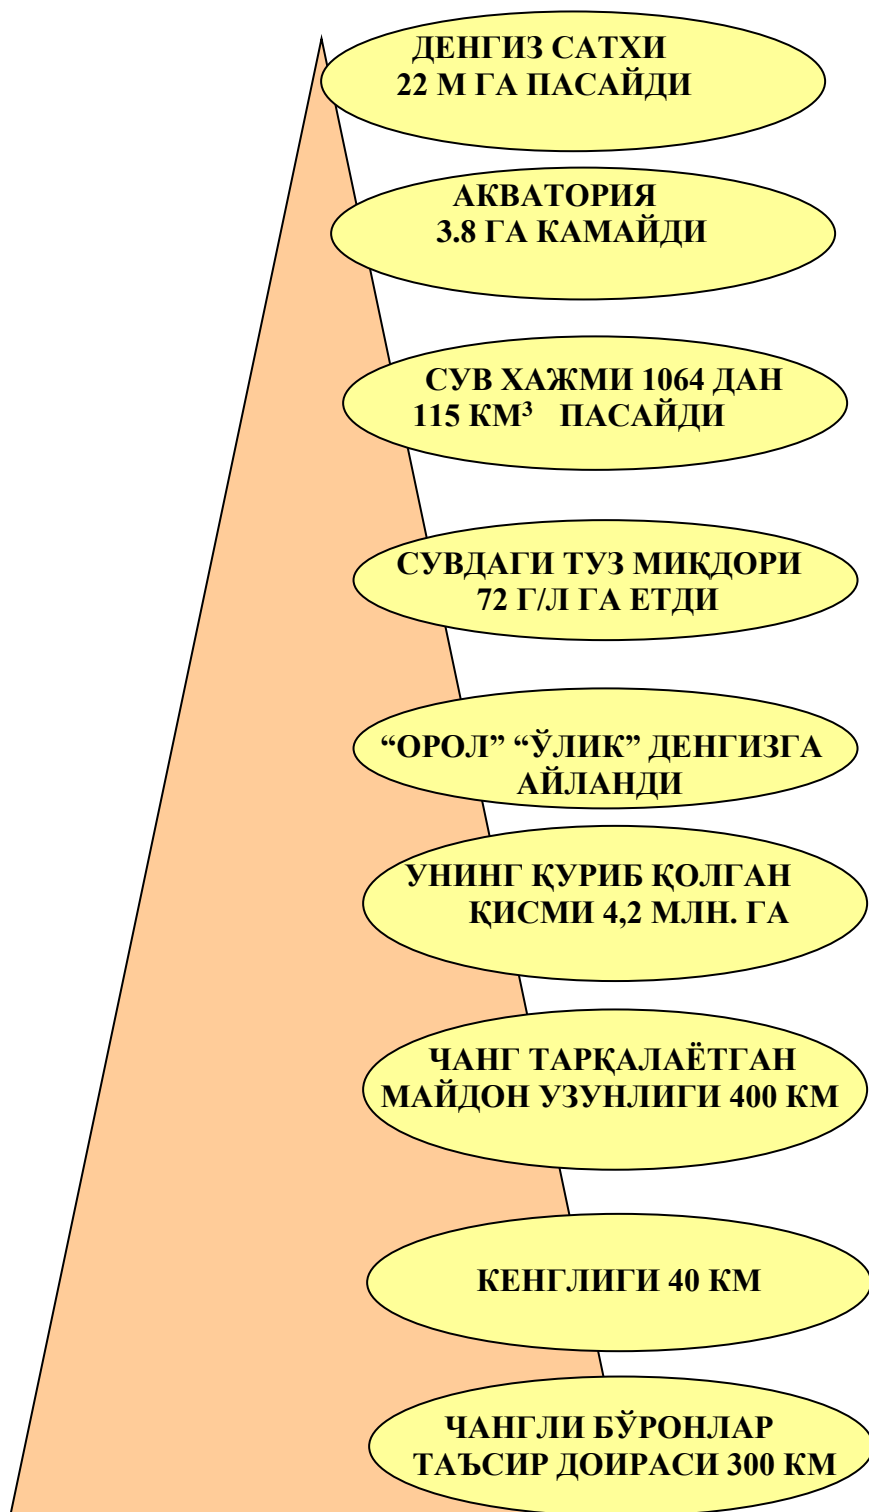 ДЕНГИЗ САТХИ
22 М ГА ПАСАЙДИ
АКВАТОРИЯ
3.8 ГА КАМАЙДИ
СУВ ХАЖМИ 1064 ДАН
115 КМ³ ПАСАЙДИ
СУВДАГИ ТУЗ МИҚДОРИ
72 Г/Л ГА ЕТДИ
“ОРОЛ” “ЎЛИК” ДЕНГИЗГА
АЙЛАНДИ
УНИНГ ҚУРИБ ҚОЛГАН
ҚИСМИ 4,2 МЛН. ГА
ЧАНГ ТАРҚАЛАЁТГАН
МАЙДОН УЗУНЛИГИ 400 КМ
КЕНГЛИГИ 40 КМ
ЧАНГЛИ БЎРОНЛАР
ТАЪСИР ДОИРАСИ 300 КМ